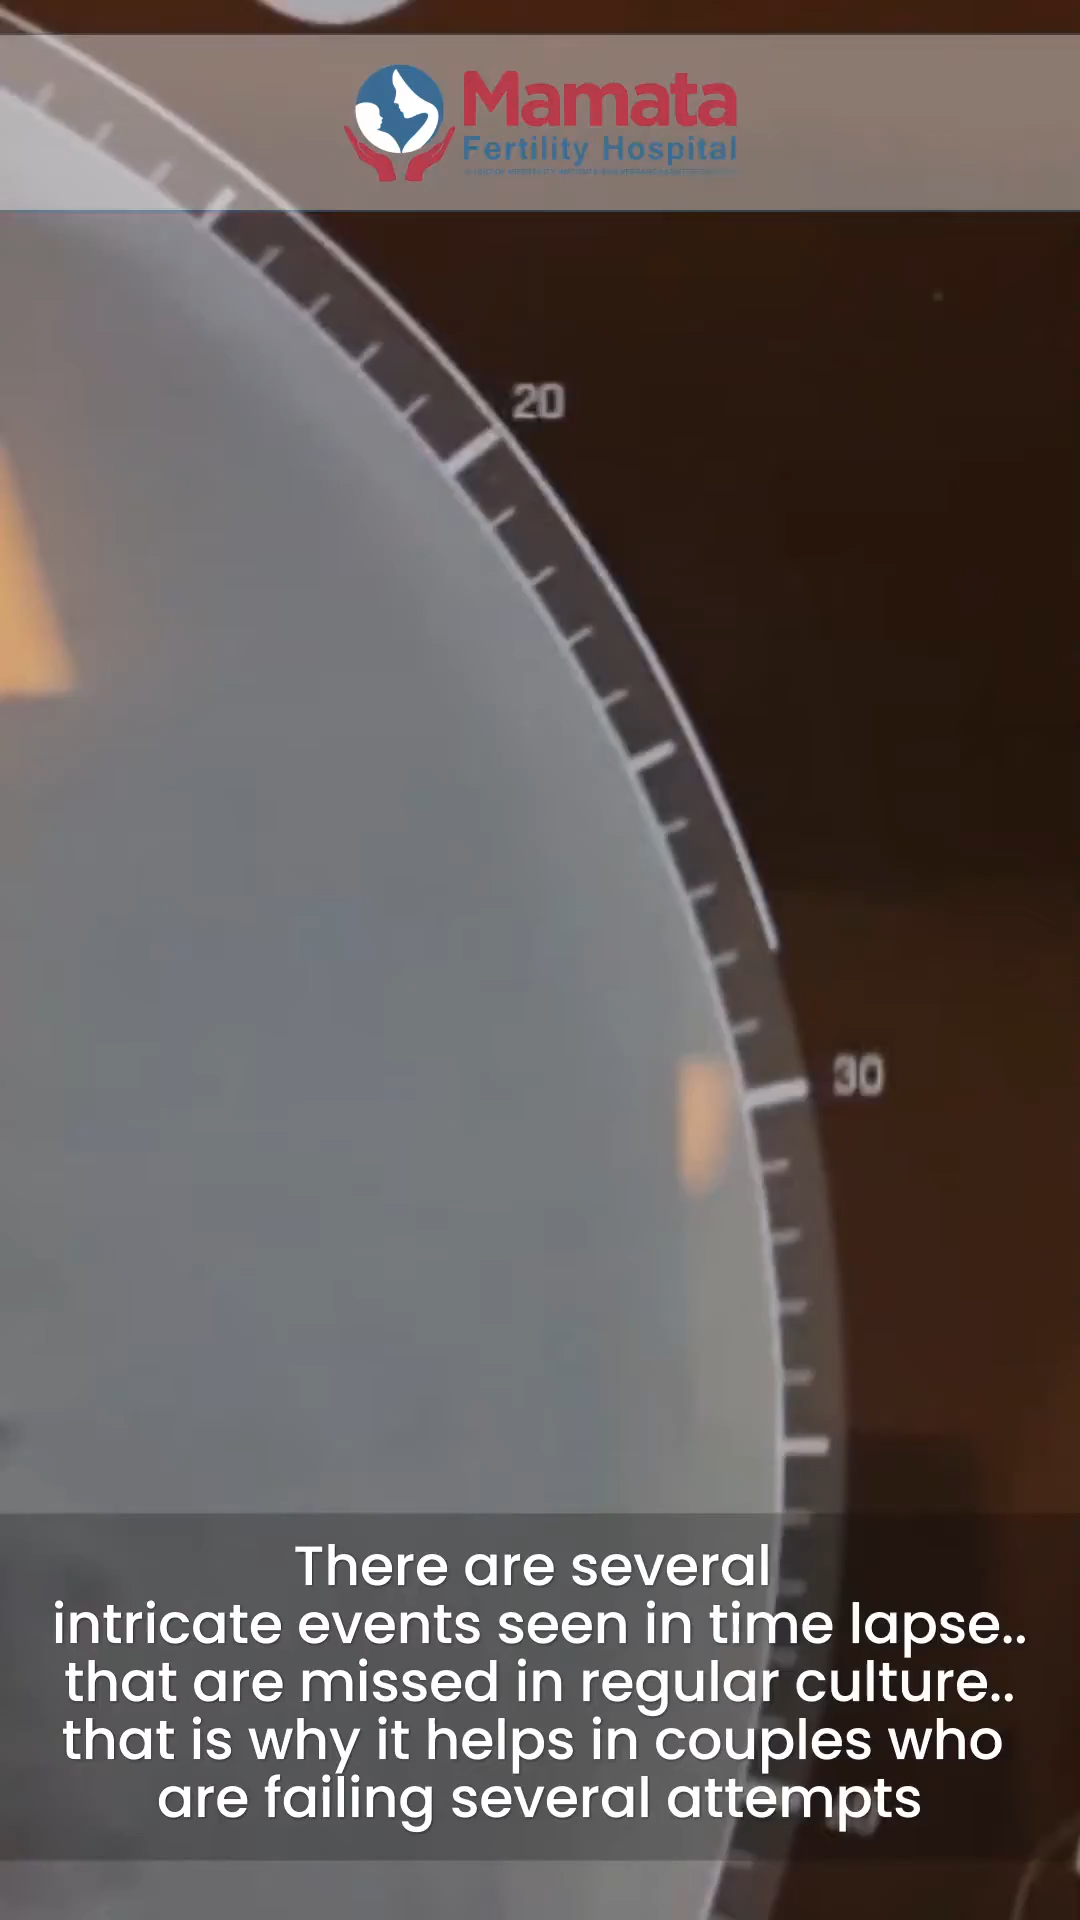 Mamata
Fertility Hospital
20
30
There are several
intricate events seen in time lapse..
that are missed in regular culture..
that is why it helps in couples who
are failing several attempts